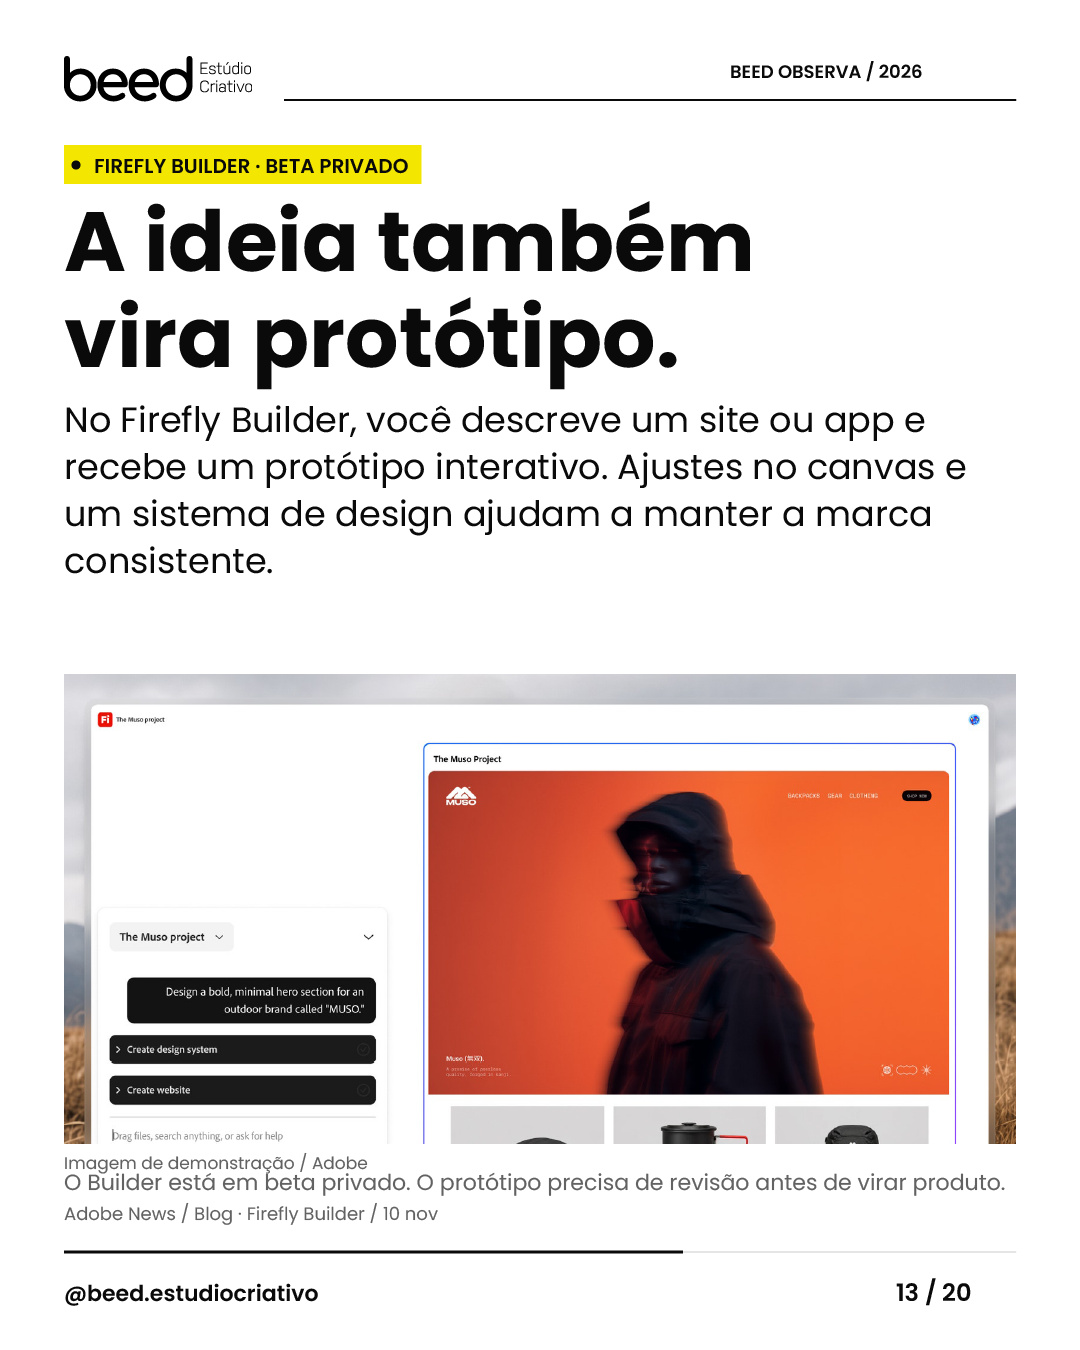 beed Estúdio
Criativo
BEED OBSERVA / 2026
• FIREFLY BUILDER · BETA PRIVADO
A ideia também
vira protótipo.
No Firefly Builder, você descreve um site ou app e
recebe um protótipo interativo. Ajustes no canvas e
um sistema de design ajudam a manter a marca
consistente.
Fi The Muso project
The Muso Project
MUSO
BACKPACKS GEAR CLOTHING SHOP NOW
The Muso project
Design a bold, minimal hero section for an
outdoor brand called "MUSO."
> Create design system
> Create website
Drag files, search anything, or ask for help
Imagem de demonstração / Adobe
O Builder está em beta privado. O protótipo precisa de revisão antes de virar produto.
Adobe News / Blog · Firefly Builder / 10 nov
@beed.estudiocriativo
13 / 20